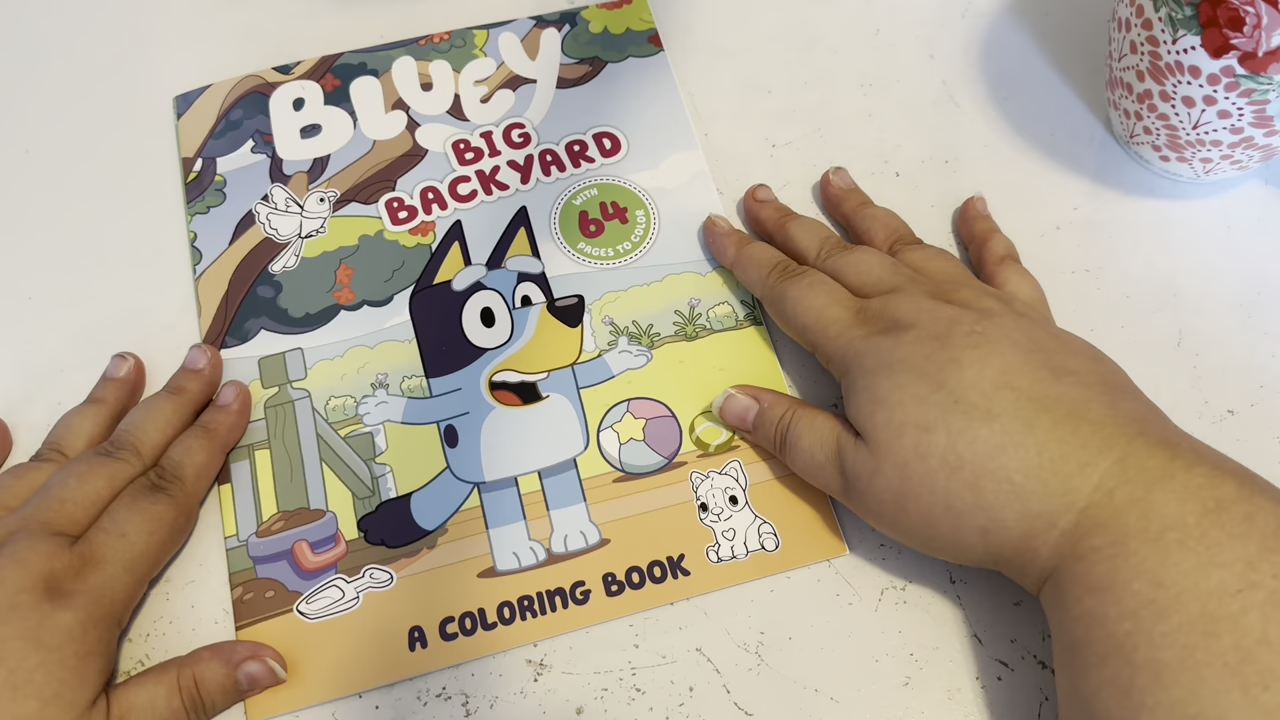 BLUEY
BIG
BACKYARD
WITH
64
PAGES TO COLOR
A COLORING BOOK